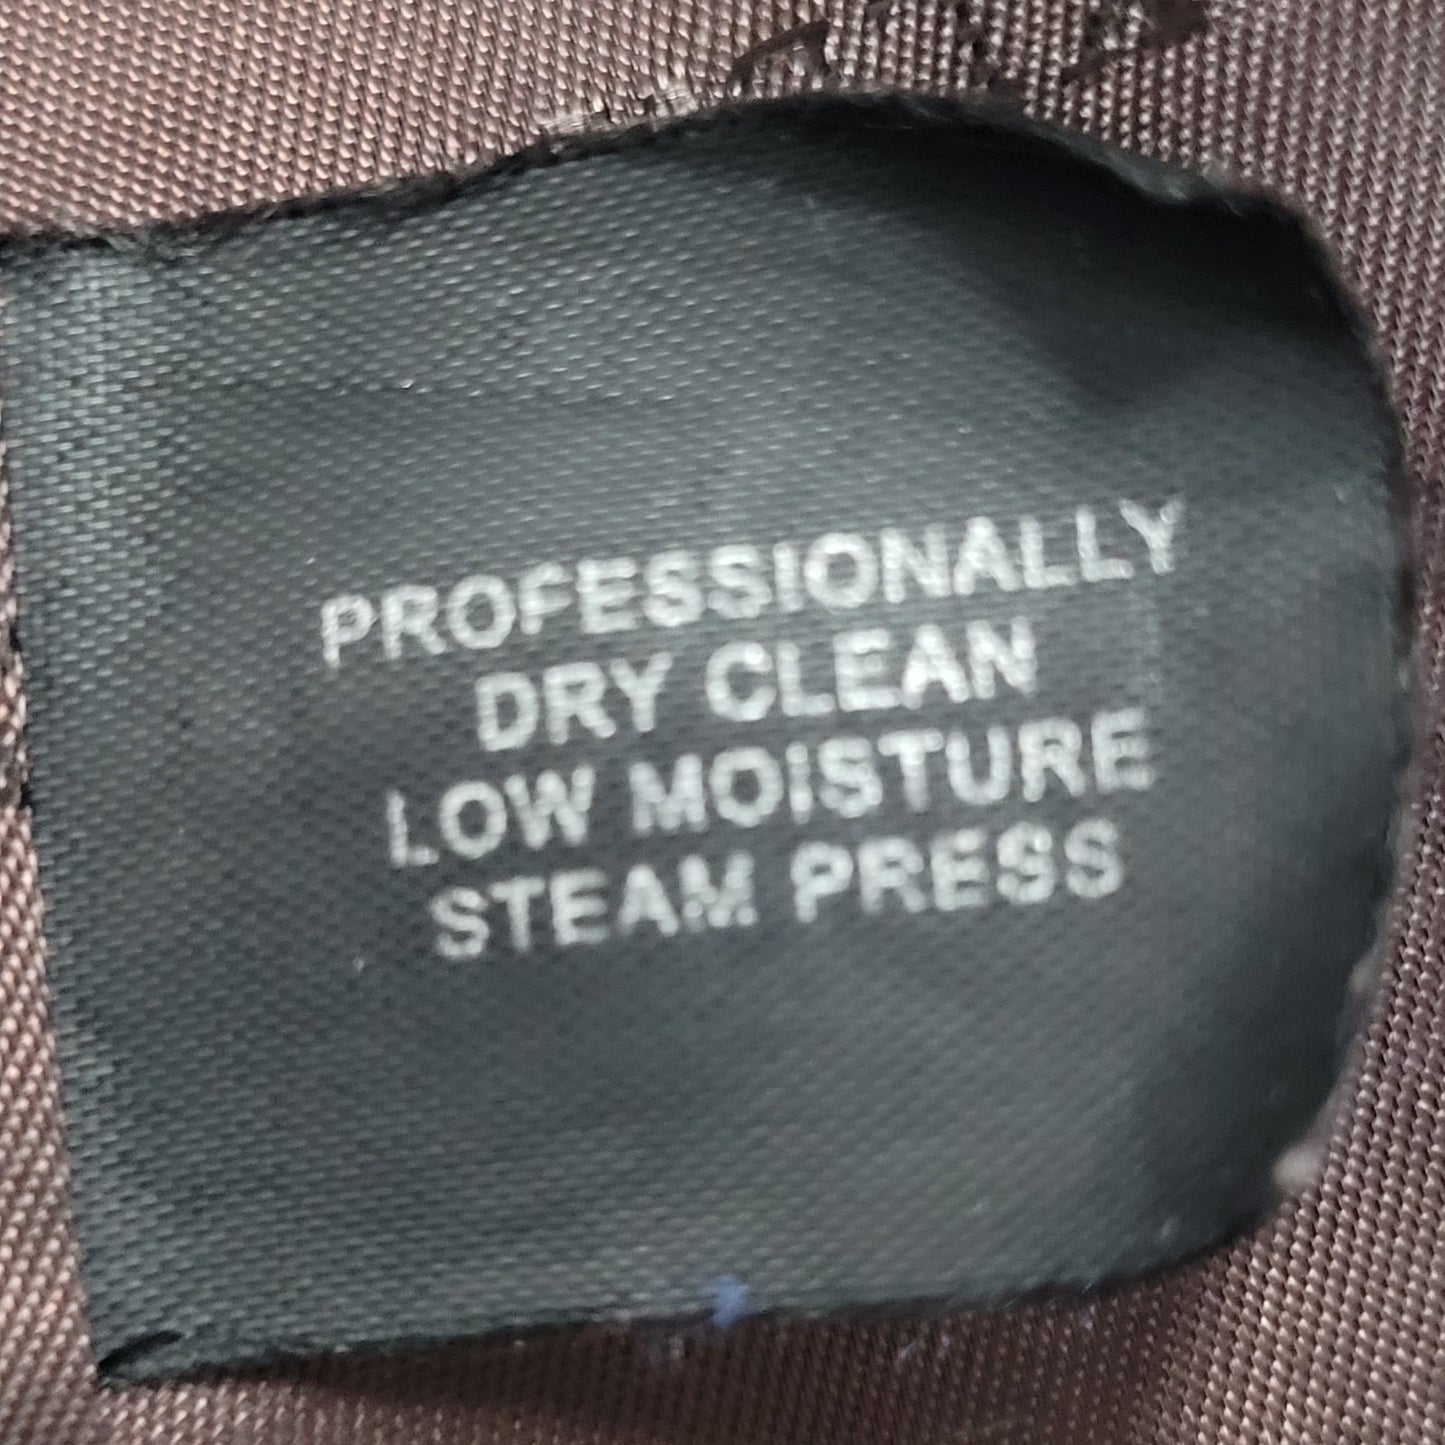 PROFESSIONALLY
DRY CLEAN
LOW MOISTURE
STEAM PRESS